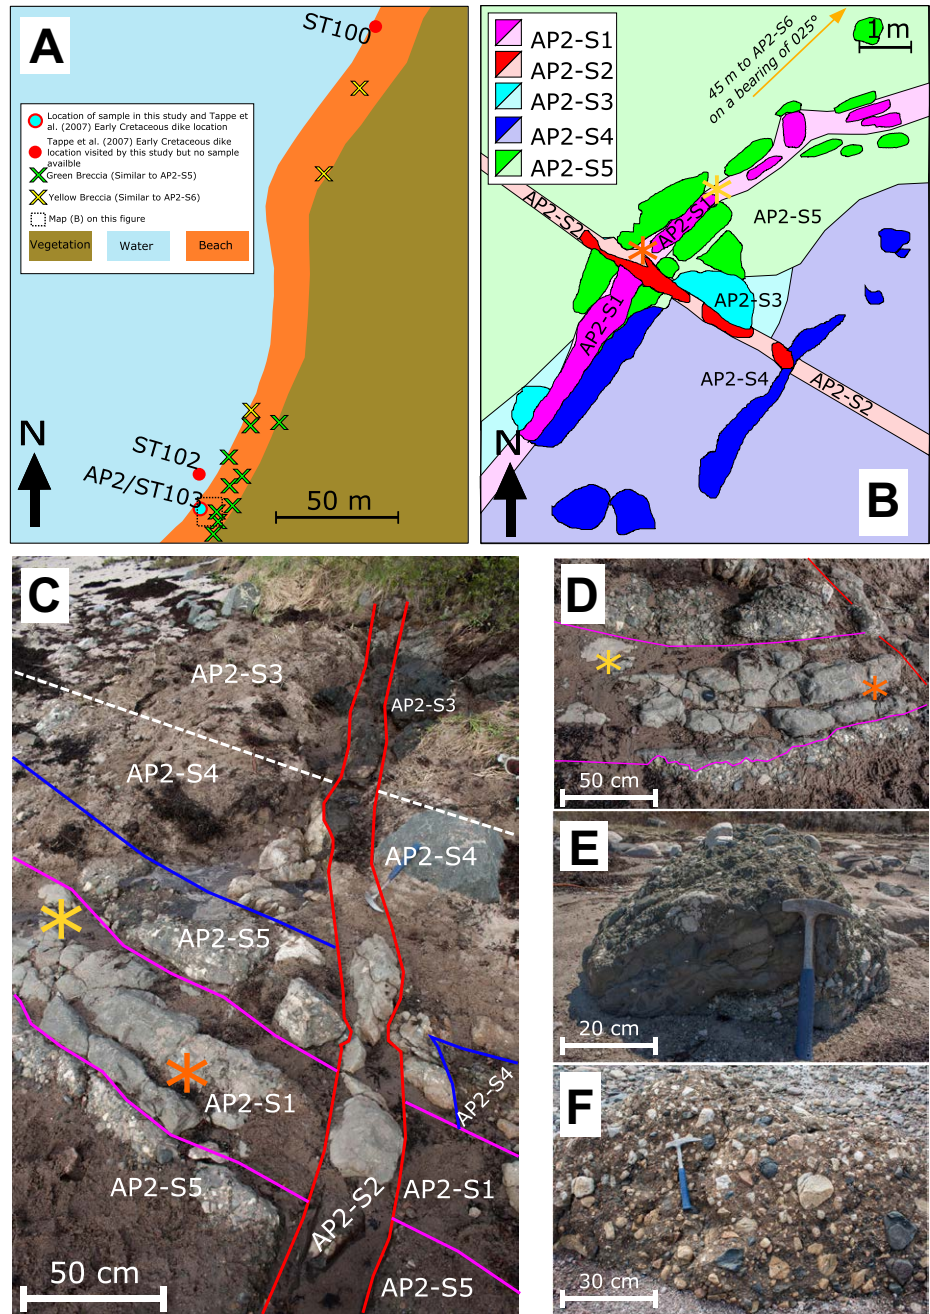 A
ST100
Location of sample in this study and Tappe et
al. (2007) Early Cretaceous dike location
Tappe et al. (2007) Early Cretaceous dike
location visited by this study but no sample
availble
Green Breccia (Similar to AP2-S5)
Yellow Breccia (Similar to AP2-S6)
Map (B) on this figure
Vegetation
Water
Beach
N
ST102
AP2/ST103
50 m
AP2-S1
AP2-S2
AP2-S3
AP2-S4
AP2-S5
45 m to AP2-S6
on a bearing of 025°
1 m
AP2-S2
AP2-S1
AP2-S5
AP2-S3
AP2-S1
AP2-S4
AP2-S2
N
B
C
AP2-S3
AP2-S3
AP2-S4
AP2-S4
AP2-S5
AP2-S4
AP2-S1
AP2-S5
AP2-S2
AP2-S1
AP2-S5
50 cm
D
50 cm
E
20 cm
F
30 cm